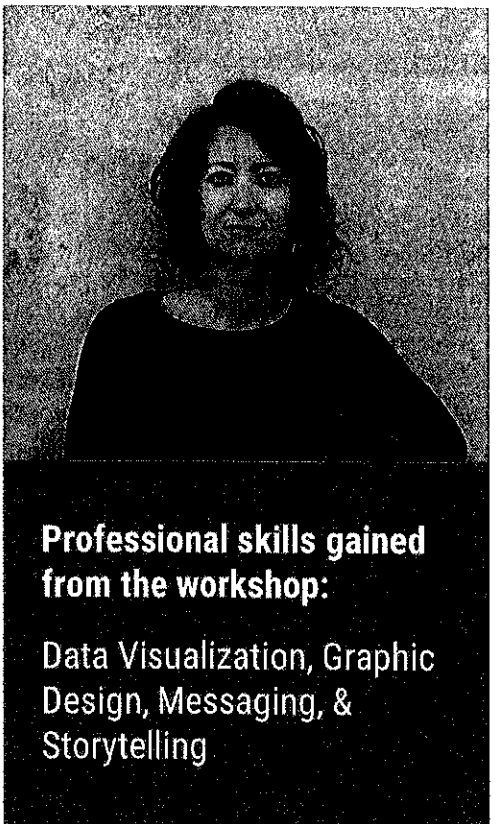 Professional skills gained
from the workshop:
Data Visualization, Graphic
Design, Messaging, &
Storytelling